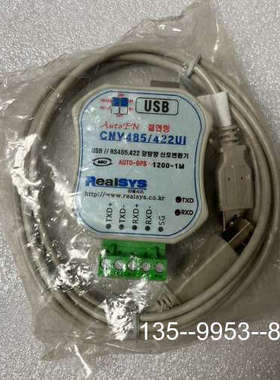 USB
AutoEN 절연형
CNV485/422UI
USB // RS485,422 양방향 신호변환기
AUTO-BPS 1200~1M
RealSys
http://www.realsys.co.kr
TXD+
TXD-
RXD+
RXD-
SG
TXD
RXD
135--9953--8